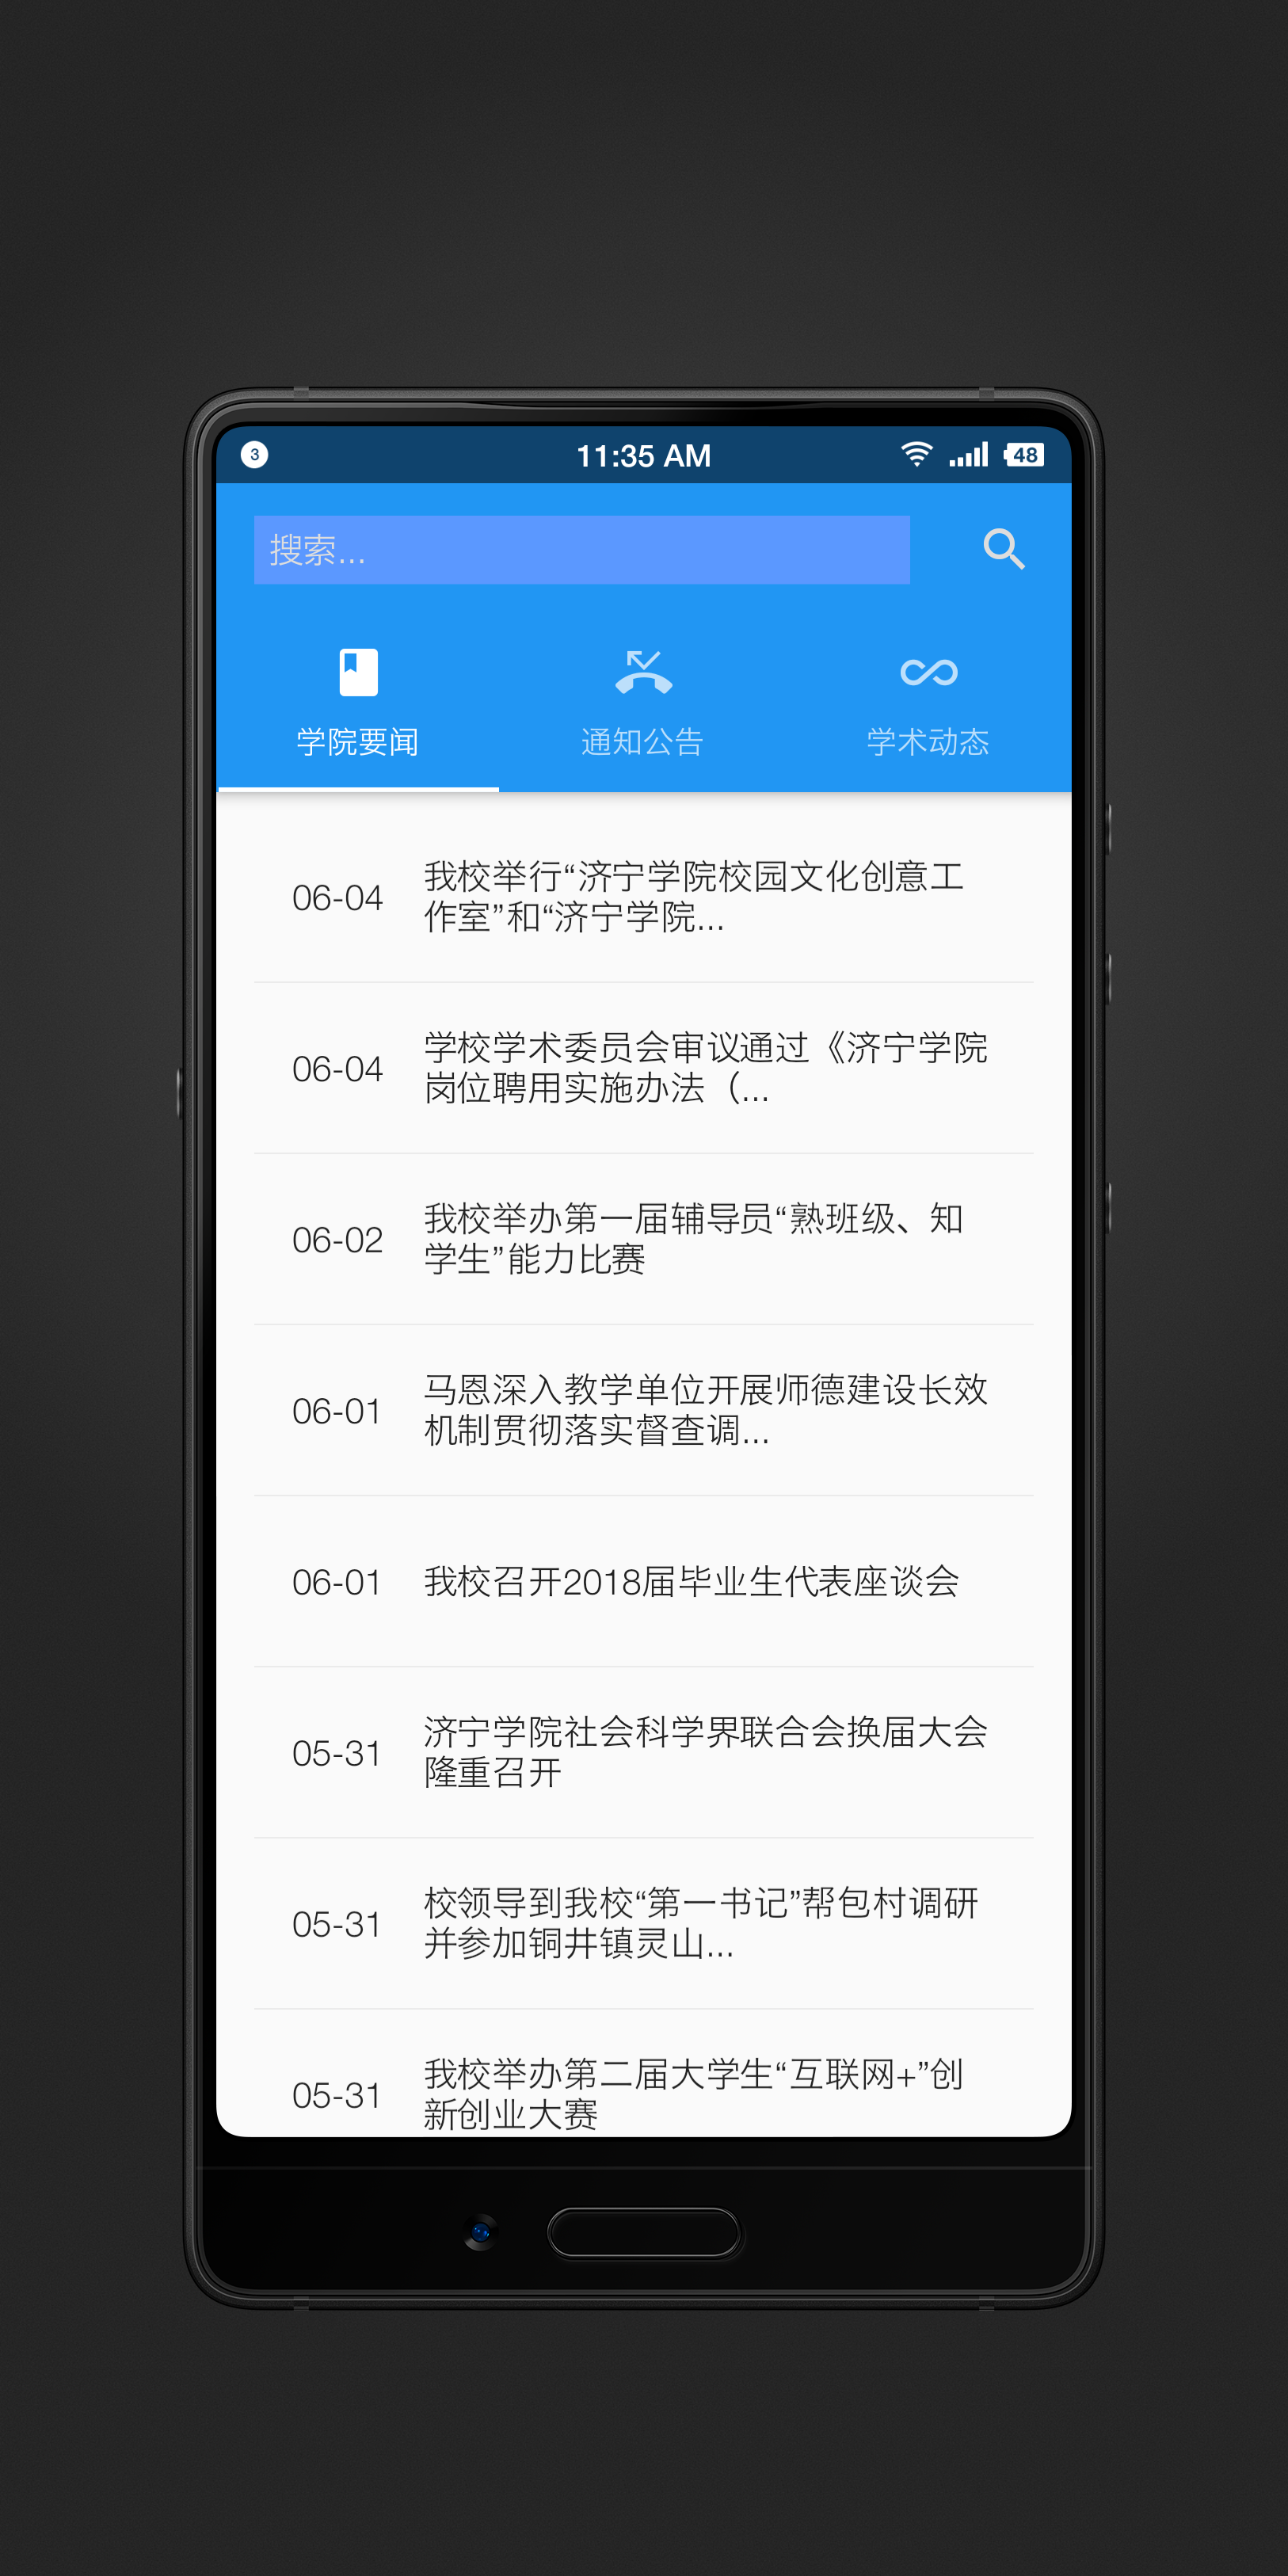 3
11:35 AM
48
搜索...
学院要闻
通知公告
学术动态
06-04
我校举行“济宁学院校园文化创意工
作室”和“济宁学院...
06-04
学校学术委员会审议通过《济宁学院
岗位聘用实施办法（...
06-02
我校举办第一届辅导员“熟班级、知
学生”能力比赛
06-01
马恩深入教学单位开展师德建设长效
机制贯彻落实督查调...
06-01
我校召开2018届毕业生代表座谈会
05-31
济宁学院社会科学界联合会换届大会
隆重召开
05-31
校领导到我校“第一书记”帮包村调研
并参加铜井镇灵山...
05-31
我校举办第二届大学生“互联网+”创
新创业大赛